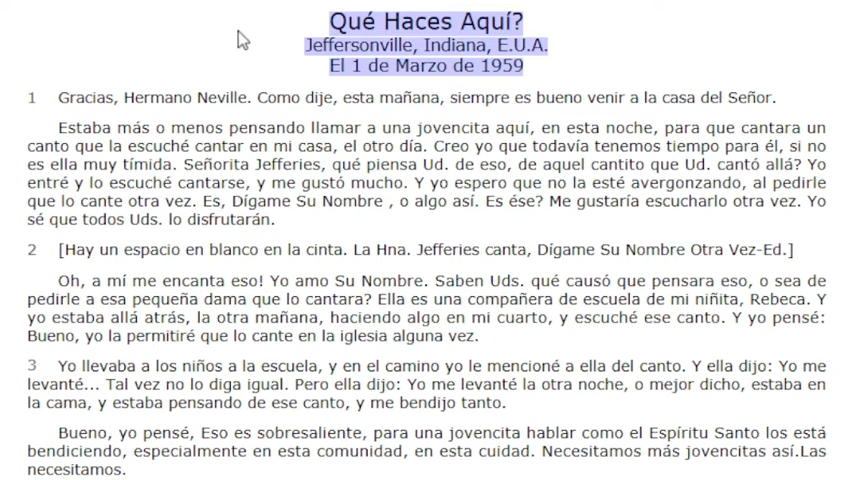 Qué Haces Aquí?
Jeffersonville, Indiana, E.U.A.
El 1 de Marzo de 1959
1 Gracias, Hermano Neville. Como dije, esta mañana, siempre es bueno venir a la casa del Señor.
Estaba más o menos pensando llamar a una jovencita aquí, en esta noche, para que cantara un
canto que la escuché cantar en mi casa, el otro día. Creo yo que todavía tenemos tiempo para él, si no
es ella muy tímida. Señorita Jefferies, qué piensa Ud. de eso, de aquel cantito que Ud. cantó allá? Yo
entré y lo escuché cantarse, y me gustó mucho. Y yo espero que no la esté avergonzando, al pedirle
que lo cante otra vez. Es, Dígame Su Nombre , o algo así. Es ése? Me gustaría escucharlo otra vez. Yo
sé que todos Uds. lo disfrutarán.
2 [Hay un espacio en blanco en la cinta. La Hna. Jefferies canta, Dígame Su Nombre Otra Vez-Ed.]
Oh, a mí me encanta eso! Yo amo Su Nombre. Saben Uds. qué causó que pensara eso, o sea de
pedirle a esa pequeña dama que lo cantara? Ella es una compañera de escuela de mi niñita, Rebeca. Y
yo estaba allá atrás, la otra mañana, haciendo algo en mi cuarto, y escuché ese canto. Y yo pensé:
Bueno, yo la permitiré que lo cante en la iglesia alguna vez.
3 Yo llevaba a los niños a la escuela, y en el camino yo le mencioné a ella del canto. Y ella dijo: Yo me
levanté... Tal vez no lo diga igual. Pero ella dijo: Yo me levanté la otra noche, o mejor dicho, estaba en
la cama, y estaba pensando de ese canto, y me bendijo tanto.
Bueno, yo pensé, Eso es sobresaliente, para una jovencita hablar como el Espíritu Santo los está
bendiciendo, especialmente en esta comunidad, en esta cuidad. Necesitamos más jovencitas así.Las
necesitamos.